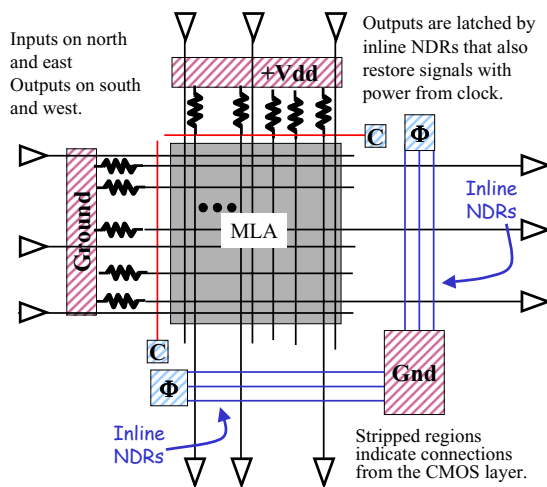 Inputs on north
and east
Outputs on south
and west.
Outputs are latched by
inline NDRs that also
restore signals with
power from clock.
+Vdd
C
Φ
Ground
Inline
NDRs
•••
MLA
C
Φ
Gnd
Inline
NDRs
Stripped regions
indicate connections
from the CMOS layer.